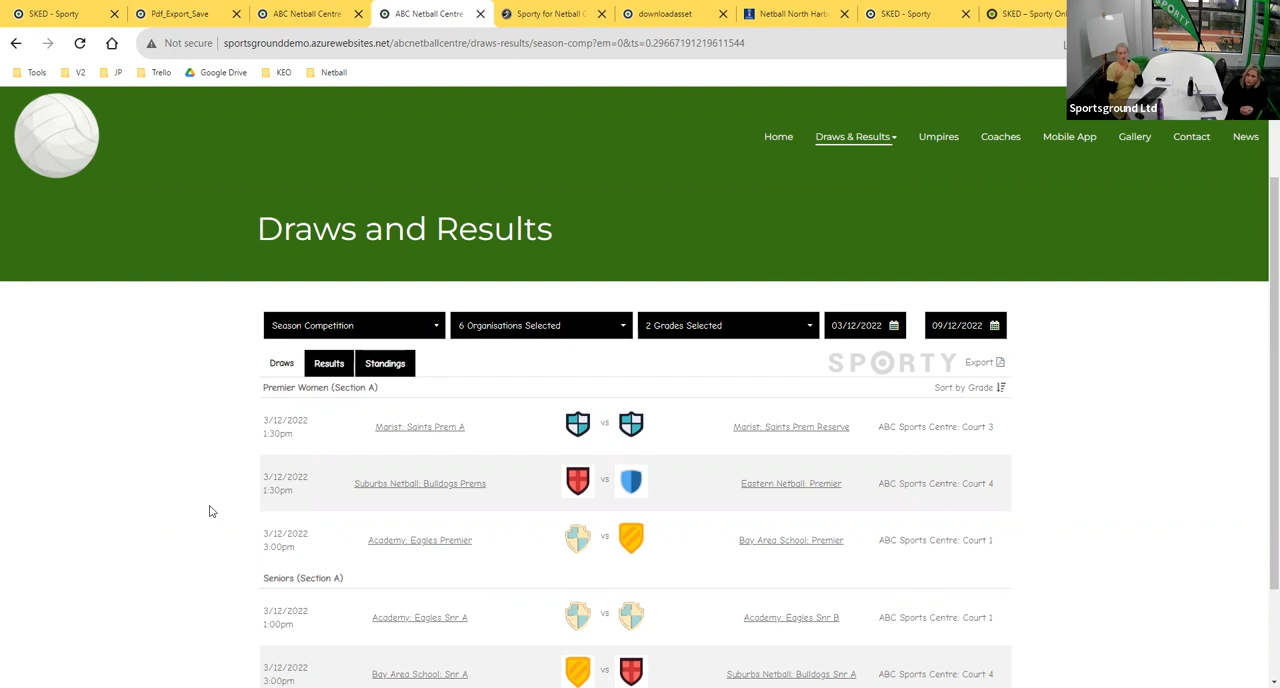 SKED - Sporty
Pdf_Export_Save
ABC Netball Centre
ABC Netball Centre
Sporty for Netball C
downloadasset
Netball North Harb
SKED - Sporty
SKED – Sporty Onl
Not secure
sportsgrounddemo.azurewebsites.net/abcnetballcentre/draws-results/season-comp?em=0&ts=0.29667191219611544
Tools
V2
JP
Trello
Google Drive
KEO
Netball
SPORTY
Sportsground Ltd
Home
Draws & Results
Umpires
Coaches
Mobile App
Gallery
Contact
News
Draws and Results
Season Competition
6 Organisations Selected
2 Grades Selected
03/12/2022
09/12/2022
Draws
Results
Standings
SPORTY
Export
Premier Women (Section A)
Sort by Grade
3/12/2022
1:30pm
Marist: Saints Prem A
vs
Marist: Saints Prem Reserve
ABC Sports Centre: Court 3
3/12/2022
1:30pm
Suburbs Netball: Bulldogs Prems
vs
Eastern Netball: Premier
ABC Sports Centre: Court 4
3/12/2022
3:00pm
Academy: Eagles Premier
vs
Bay Area School: Premier
ABC Sports Centre: Court 1
Seniors (Section A)
3/12/2022
1:00pm
Academy: Eagles Snr A
vs
Academy: Eagles Snr B
ABC Sports Centre: Court 1
3/12/2022
3:00pm
Bay Area School: Snr A
vs
Suburbs Netball: Bulldogs Snr A
ABC Sports Centre: Court 4